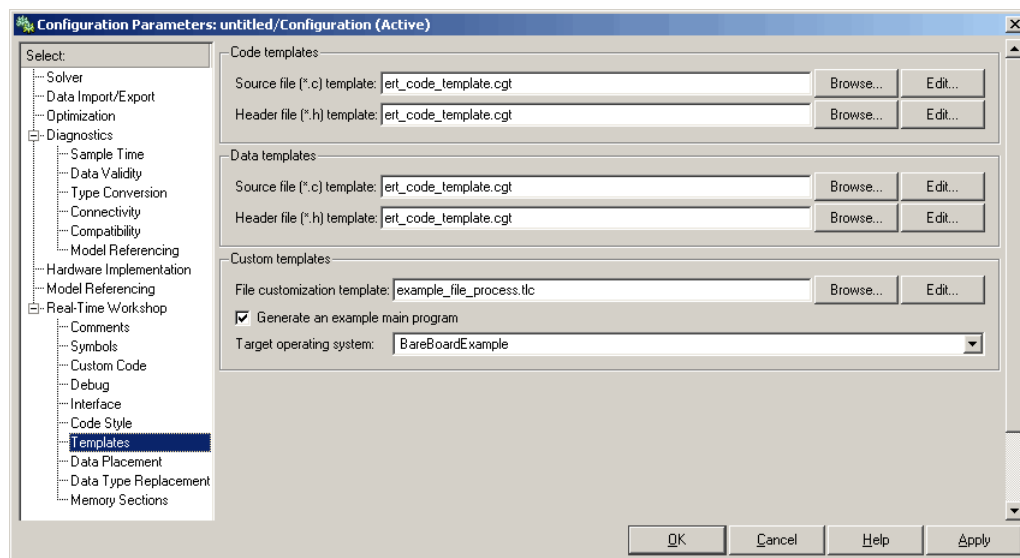 Configuration Parameters: untitled/Configuration (Active)
Select:
Solver
Data Import/Export
Optimization
Diagnostics
Sample Time
Data Validity
Type Conversion
Connectivity
Compatibility
Model Referencing
Hardware Implementation
Model Referencing
Real-Time Workshop
Comments
Symbols
Custom Code
Debug
Interface
Code Style
Templates
Data Placement
Data Type Replacement
Memory Sections
Code templates
Source file (*.c) template: ert_code_template.cgt Browse... Edit...
Header file (*.h) template: ert_code_template.cgt Browse... Edit...
Data templates
Source file (*.c) template: ert_code_template.cgt Browse... Edit...
Header file (*.h) template: ert_code_template.cgt Browse... Edit...
Custom templates
File customization template: example_file_process.tlc Browse... Edit...
Generate an example main program
Target operating system: BareBoardExample
OK Cancel Help Apply